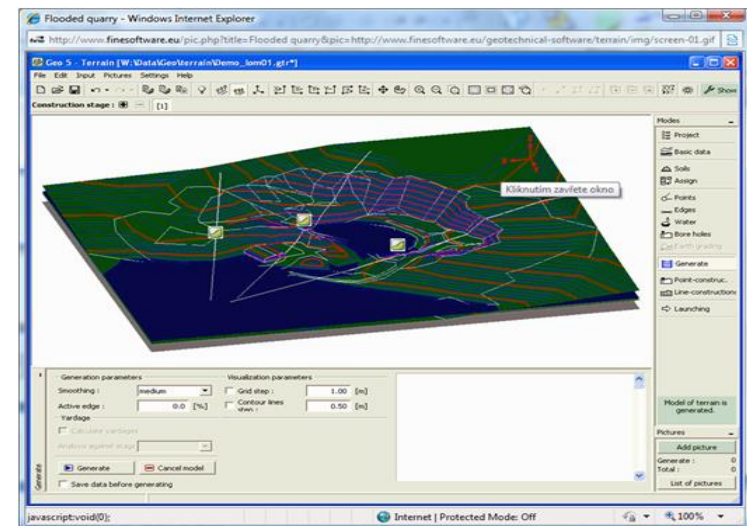 Flooded quarry - Windows Internet Explorer
http://www.finesoftware.eu/pic.php?title=Flooded quarry&pic=http://www.finesoftware.eu/geotechnical-software/terrain/img/screen-01.gif
Geo 5 - Terrain [W:\Data\Geo\terrain\Demo_lom01.gtr*]
File Edit Input Pictures Settings Help
Show
Construction stage : [1]
Kliknutim zavřete okno
Modes
Project
Basic data
Soils
Assign
Points
Edges
Water
Bore holes
Earth grading
Generate
Point-construc.
Line-constructions
Launching
Model of terrain is
generated.
Pictures
Add picture
Generate : 0
Total : 0
List of pictures
Generate
Generation parameters
Smoothing : medium
Active edge : 0.0 [%]
Yardage
Calculate yardages
Analysis against stage
Generate Cancel model
Save data before generating
Visualization parameters
Grid step : 1.00 [m]
Contour lines
step : 0.50 [m]
javascript:void(0); Internet | Protected Mode: Off 100%